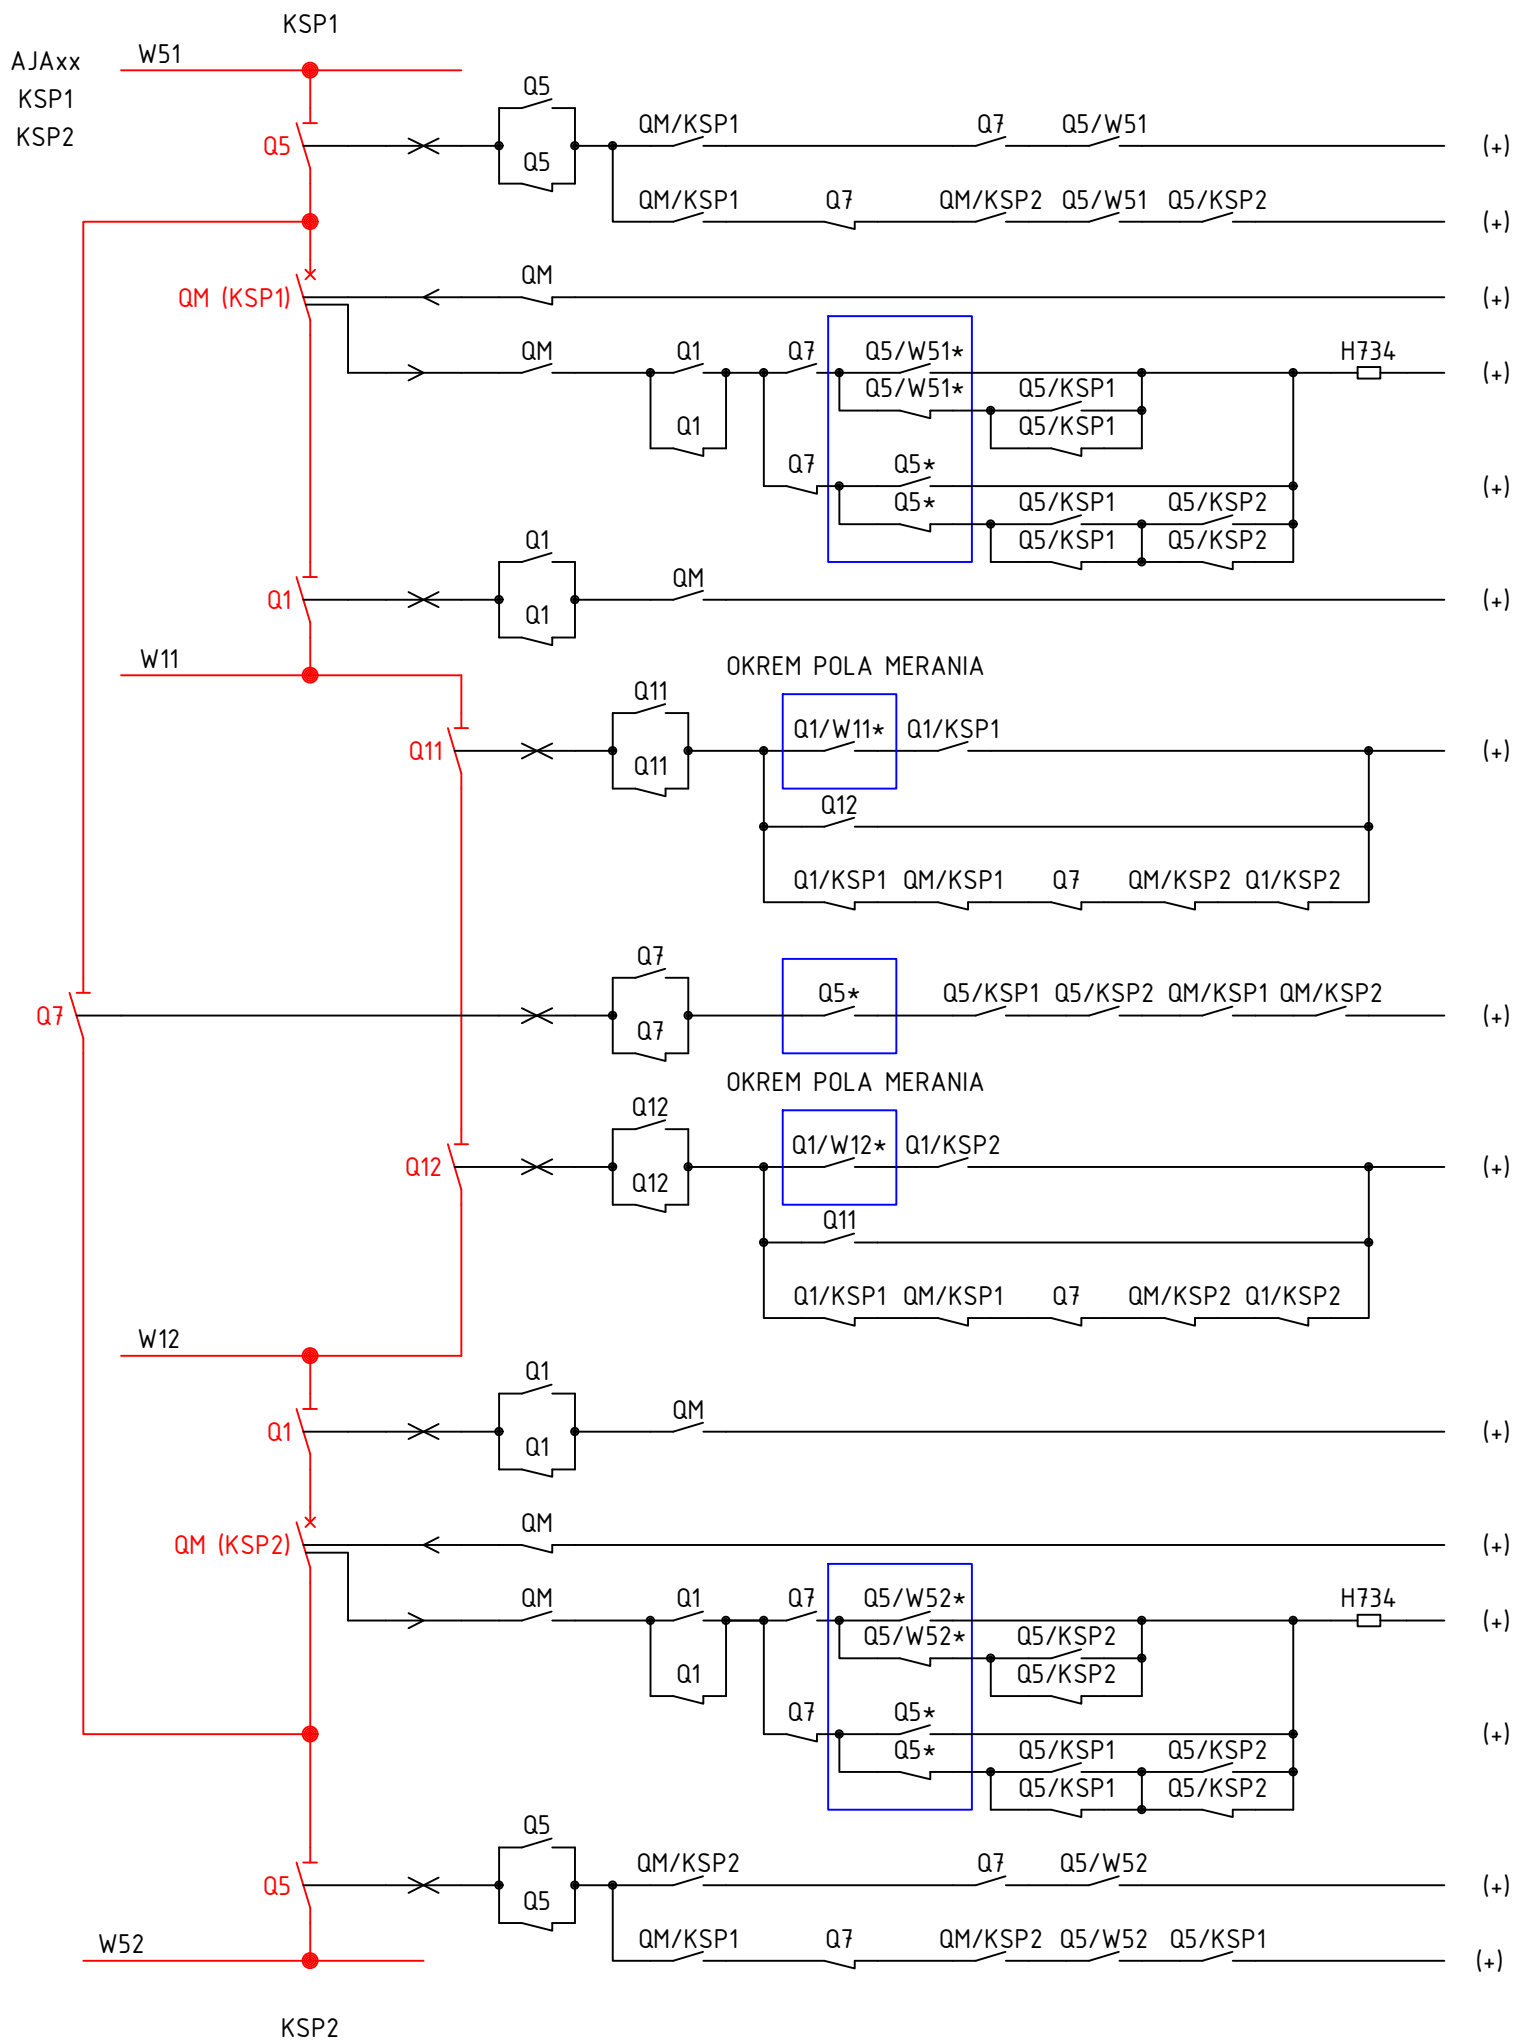 KSP1
W51
AJAxx
KSP1
KSP2
Q5
QM/KSP1 Q7 Q5/W51
Q5 (+)
Q5
QM/KSP1 Q7 QM/KSP2 Q5/W51 Q5/KSP2
(+)
QM
QM (KSP1) (+)
QM Q1 Q7 Q5/W51* H734
(+)
Q5/W51* Q5/KSP1
Q1 Q5/KSP1
Q7 Q5*
(+)
Q5* Q5/KSP1 Q5/KSP2
Q5/KSP1 Q5/KSP2
Q1
QM
Q1 (+)
Q1
W11
OKREM POLA MERANIA
Q11
Q1/W11* Q1/KSP1
Q11 (+)
Q11
Q12
Q1/KSP1 QM/KSP1 Q7 QM/KSP2 Q1/KSP2
Q7
Q5* Q5/KSP1 Q5/KSP2 QM/KSP1 QM/KSP2
Q7 (+)
Q7
OKREM POLA MERANIA
Q12
Q1/W12* Q1/KSP2
Q12 (+)
Q12
Q11
Q1/KSP1 QM/KSP1 Q7 QM/KSP2 Q1/KSP2
W12
Q1
QM
Q1 (+)
Q1
QM
QM (KSP2) (+)
QM Q1 Q7 Q5/W52* H734
(+)
Q5/W52* Q5/KSP2
Q1 Q5/KSP2
Q7 Q5*
(+)
Q5* Q5/KSP1 Q5/KSP2
Q5/KSP1 Q5/KSP2
Q5
QM/KSP2 Q7 Q5/W52
Q5 (+)
Q5
W52 QM/KSP1 Q7 QM/KSP2 Q5/W52 Q5/KSP1
(+)
KSP2